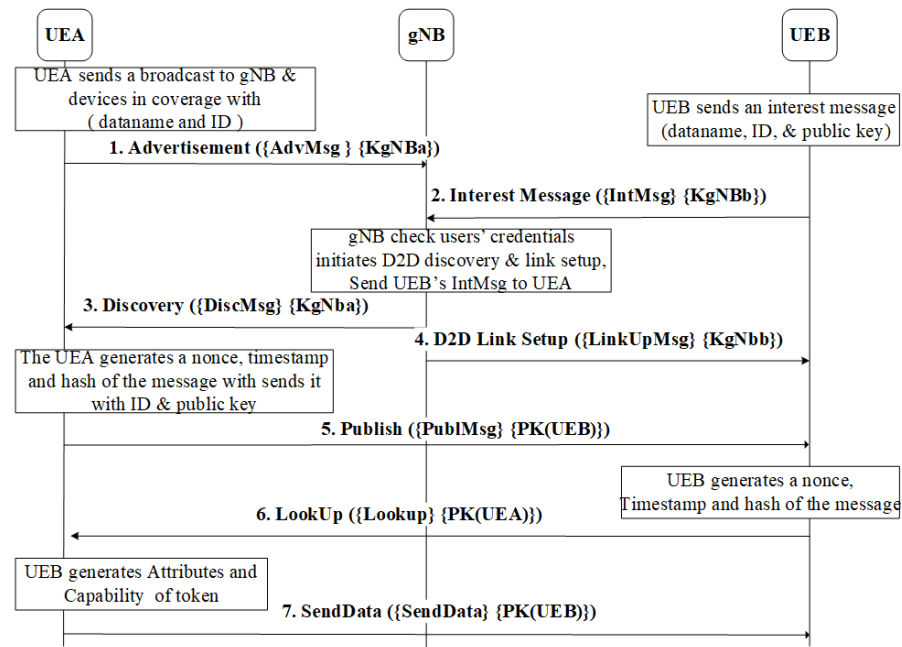 UEA
gNB
UEB
UEA sends a broadcast to gNB &
devices in coverage with
( dataname and ID )
UEB sends an interest message
(dataname, ID, & public key)
1. Advertisement ({AdvMsg } {KgNBa})
2. Interest Message ({IntMsg} {KgNBb})
gNB check users’ credentials
initiates D2D discovery & link setup,
Send UEB’s IntMsg to UEA
3. Discovery ({DiscMsg} {KgNba})
4. D2D Link Setup ({LinkUpMsg} {KgNbb})
The UEA generates a nonce, timestamp
and hash of the message with sends it
with ID & public key
5. Publish ({PublMsg} {PK(UEB)})
UEB generates a nonce,
Timestamp and hash of the message
6. LookUp ({Lookup} {PK(UEA)})
UEB generates Attributes and
Capability of token
7. SendData ({SendData} {PK(UEB)})